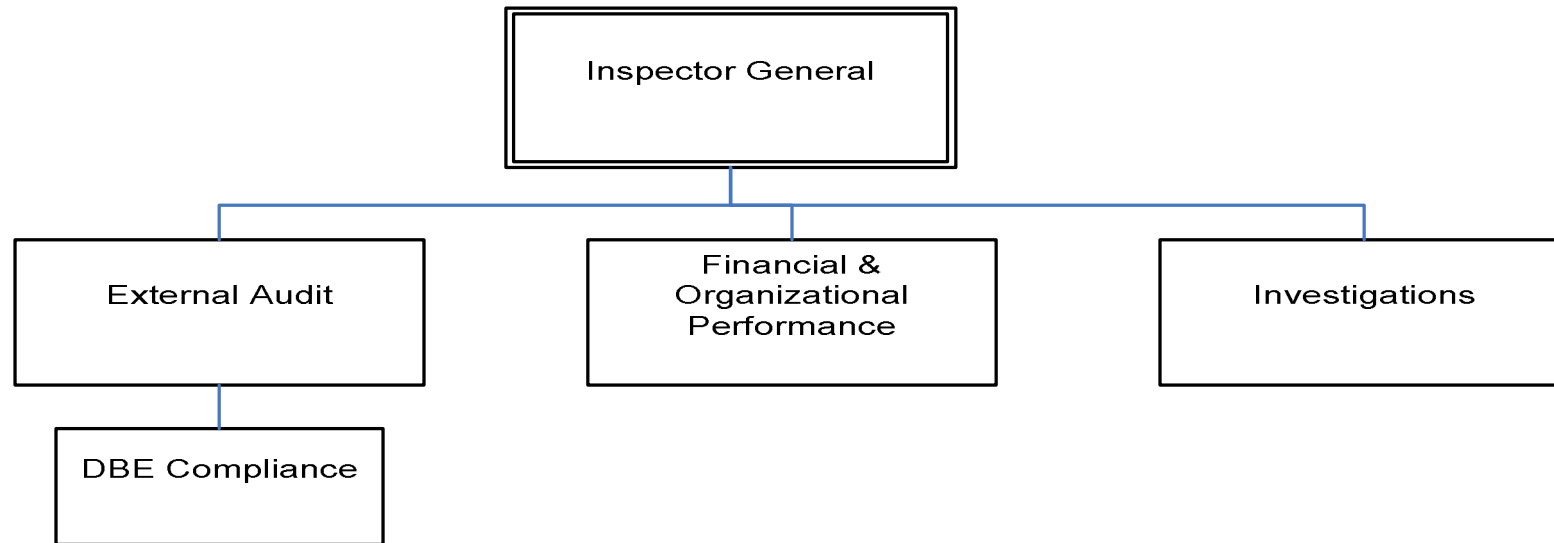 Inspector General
External Audit
Financial &
Organizational
Performance
Investigations
DBE Compliance